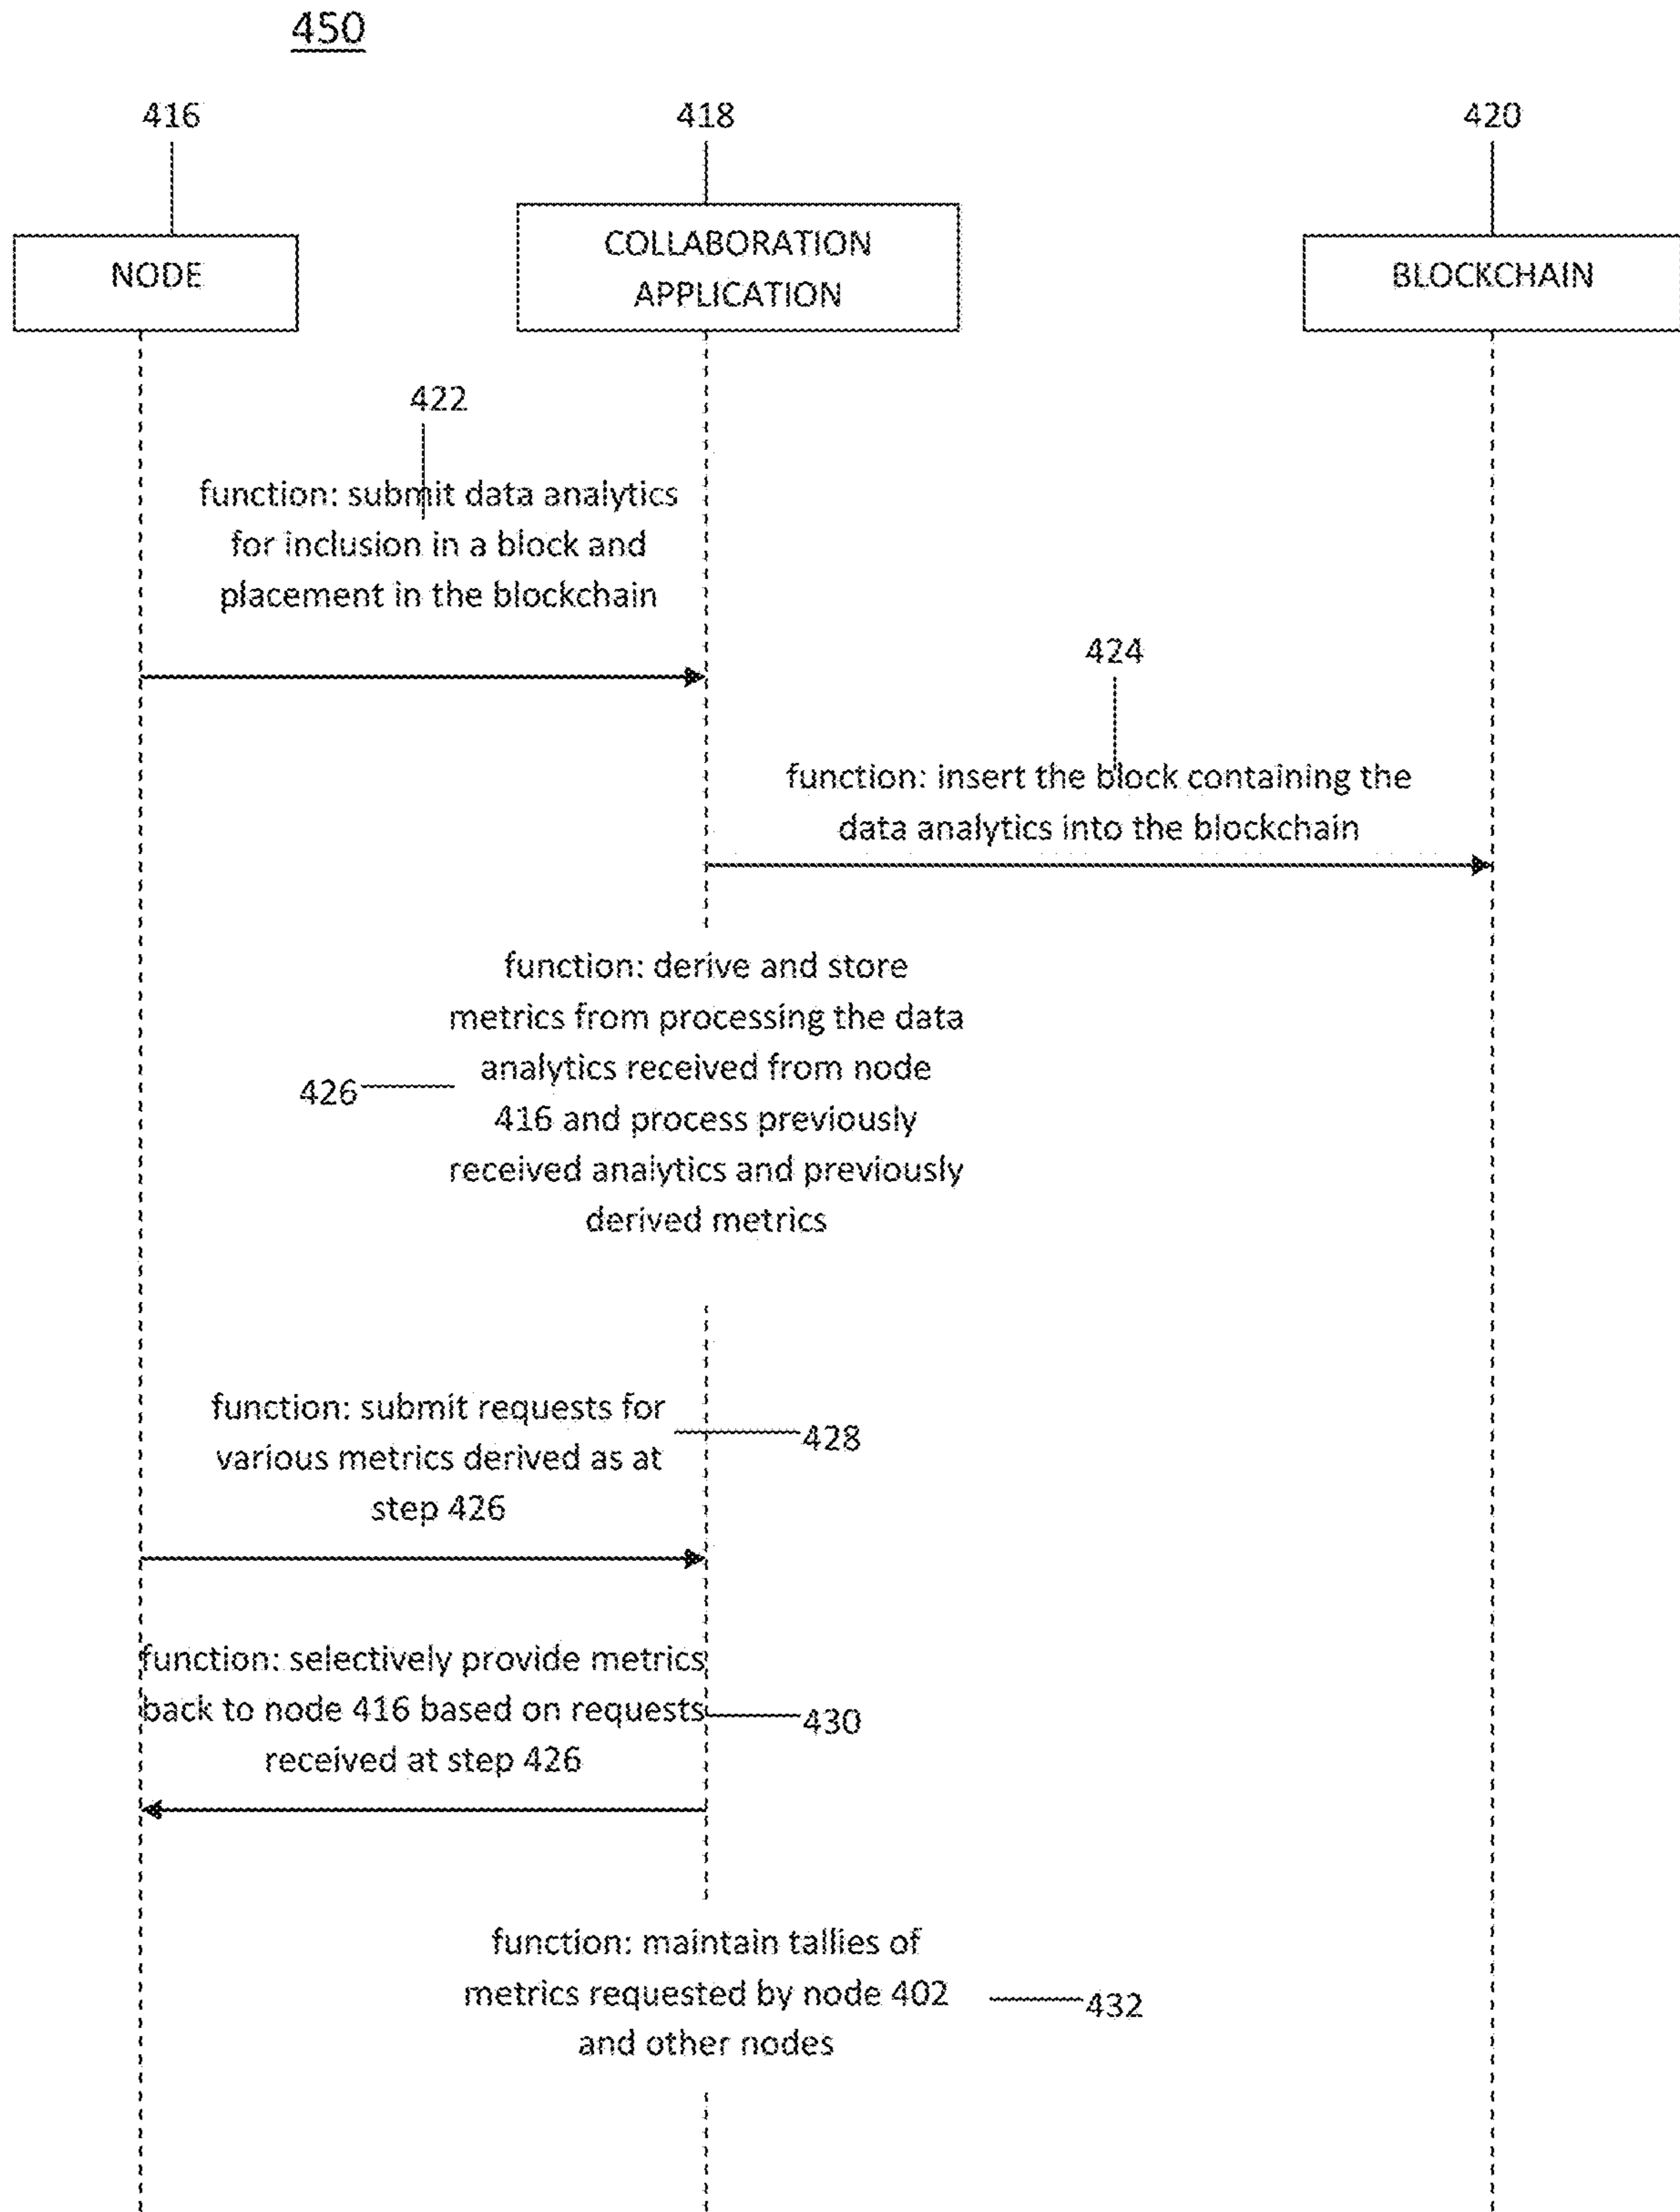 450
416
418
420
NODE
COLLABORATION
APPLICATION
BLOCKCHAIN
422
function: submit data analytics
for inclusion in a block and
placement in the blockchain
424
function: insert the block containing the
data analytics into the blockchain
function: derive and store
metrics from processing the data
analytics received from node
416 and process previously
received analytics and previously
derived metrics
426
function: submit requests for
various metrics derived as at
step 426
428
function: selectively provide metrics
back to node 416 based on requests
received at step 426
430
function: maintain tallies of
metrics requested by node 402
and other nodes
432